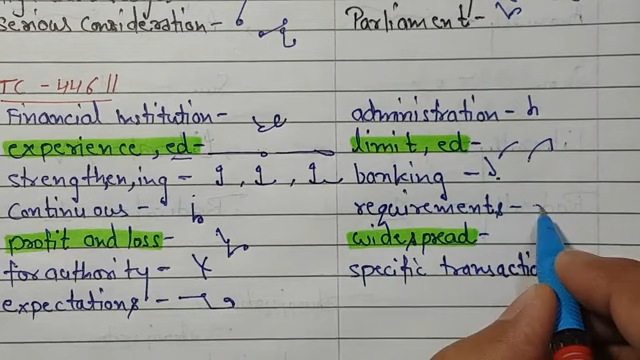 serious consideration -
Parliament -
TC - 446 ||
Financial institution -
experience, ed -
strengthen, ing -
Continuous -
profit and loss -
for authority -
expectations -
administration -
limit, ed -
banking -
requirements -
widespread -
specific transactio